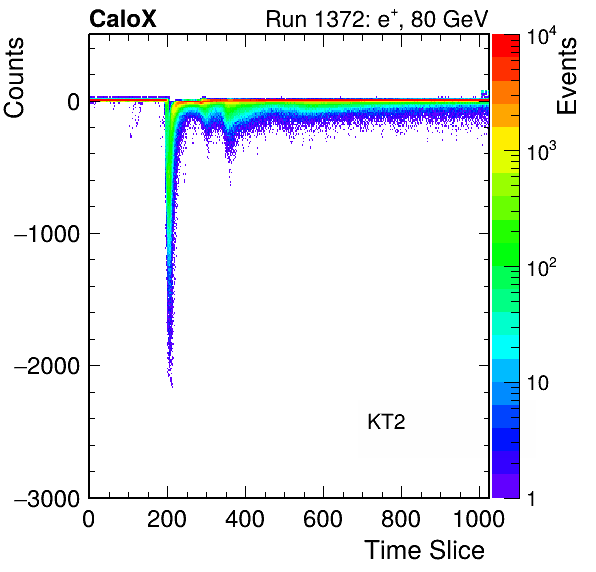 CaloX Run 1372: e⁺, 80 GeV
Counts
Events
0
−1000
−2000
−3000
0 200 400 600 800 1000
Time Slice
KT2
10⁴
10³
10²
10
1